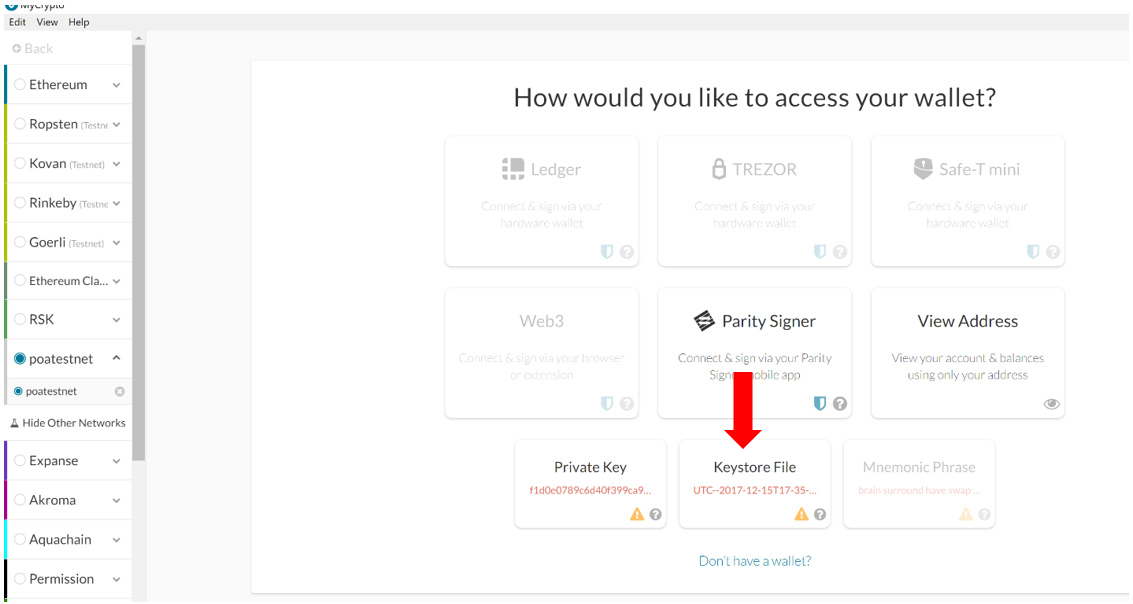 MyCrypto
Edit View Help
Back
Ethereum
Ropsten (Testne
Kovan (Testnet)
Rinkeby (Testne
Goerli (Testnet)
Ethereum Cla...
RSK
poatestnet
poatestnet
Hide Other Networks
Expanse
Akroma
Aquachain
Permission
How would you like to access your wallet?
Ledger
Connect & sign via your
hardware wallet
TREZOR
Connect & sign via your
hardware wallet
Safe-T mini
Connect & sign via your
hardware wallet
Web3
Connect & sign via your browser
or extension
Parity Signer
Connect & sign via your Parity
Signer mobile app
View Address
View your account & balances
using only your address
Private Key
f1d0e0789c6d40f399ca9...
Keystore File
UTC--2017-12-15T17-35-...
Mnemonic Phrase
brain surround have swap ...
Don't have a wallet?